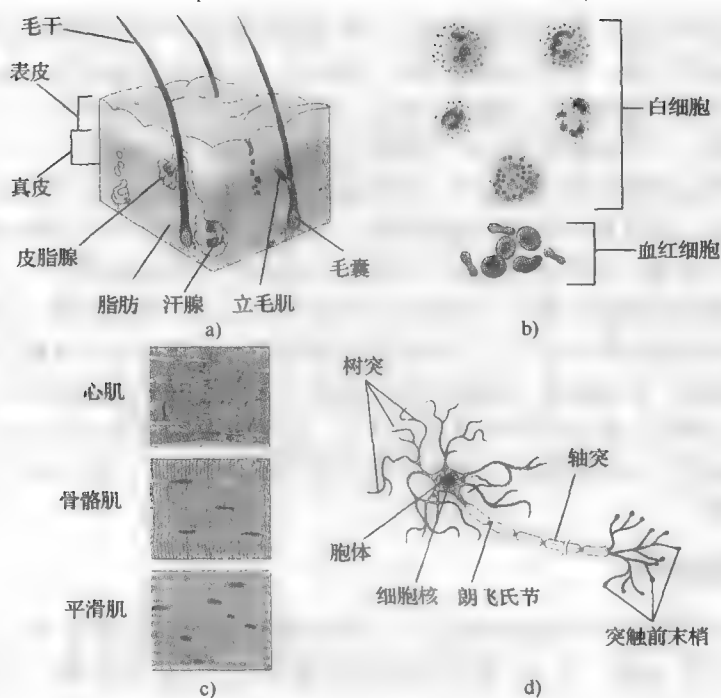 毛干
表皮
真皮
皮脂腺
脂肪 汗腺 立毛肌
毛囊
a)
白细胞
血红细胞
b)
心肌
骨骼肌
平滑肌
c)
树突
轴突
胞体
细胞核 朗飞氏节
突触前末梢
d)